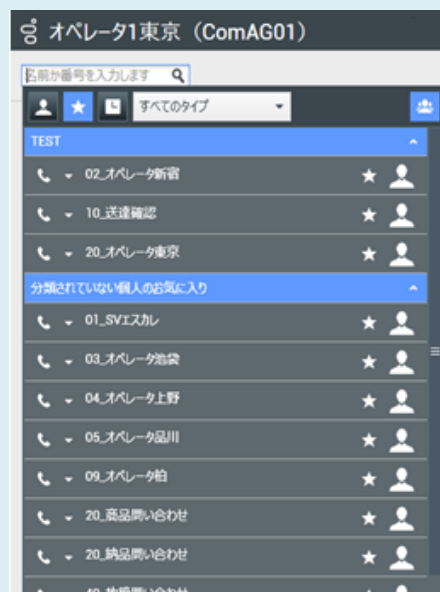 オペレータ1東京（ComAG01）
名前か番号を入力します
すべてのタイプ
TEST
02_オペレータ新宿
10_送達確認
20_オペレータ東京
分類されていない個人のお気に入り
01_SVエスカレ
03_オペレータ池袋
04_オペレータ上野
05_オペレータ品川
09_オペレータ柏
20_商品問い合わせ
20_納品問い合わせ